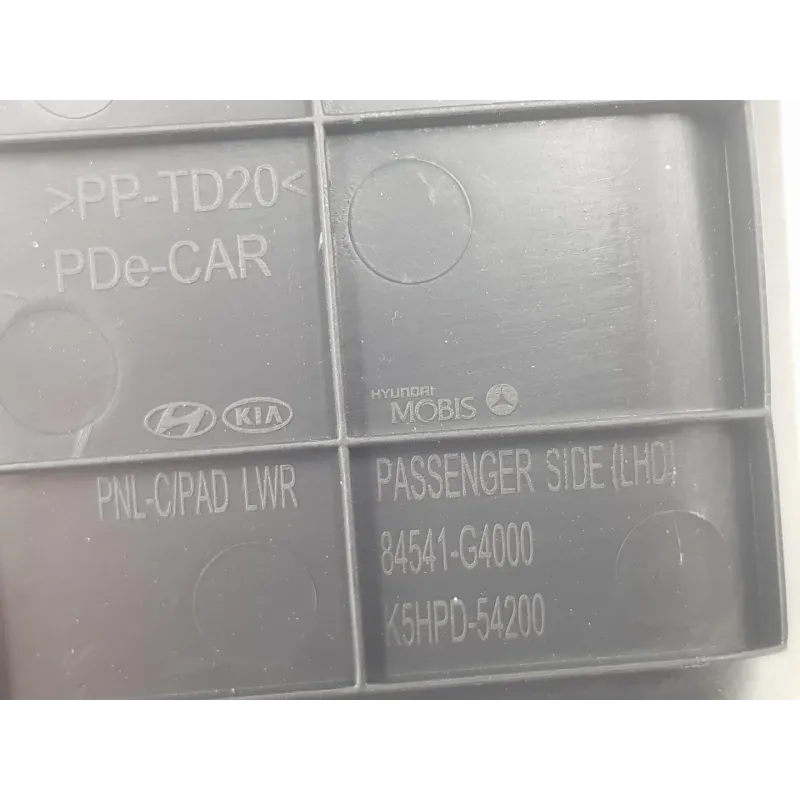 >PP-TD20<
PDe-CAR
KIA
HYUNDAI
MOBIS
PNL-C/PAD LWR
PASSENGER SIDE (LHD)
84541-G4000
K5HPD-54200